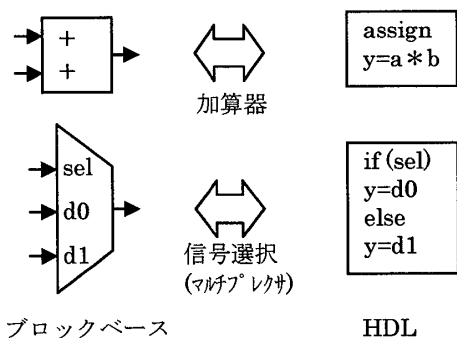 +
+
加算器
assign
y=a＊b
sel
d0
d1
信号選択
(ﾏﾙﾁﾌﾟﾚｸｻ)
if (sel)
y=d0
else
y=d1
ブロックベース
HDL